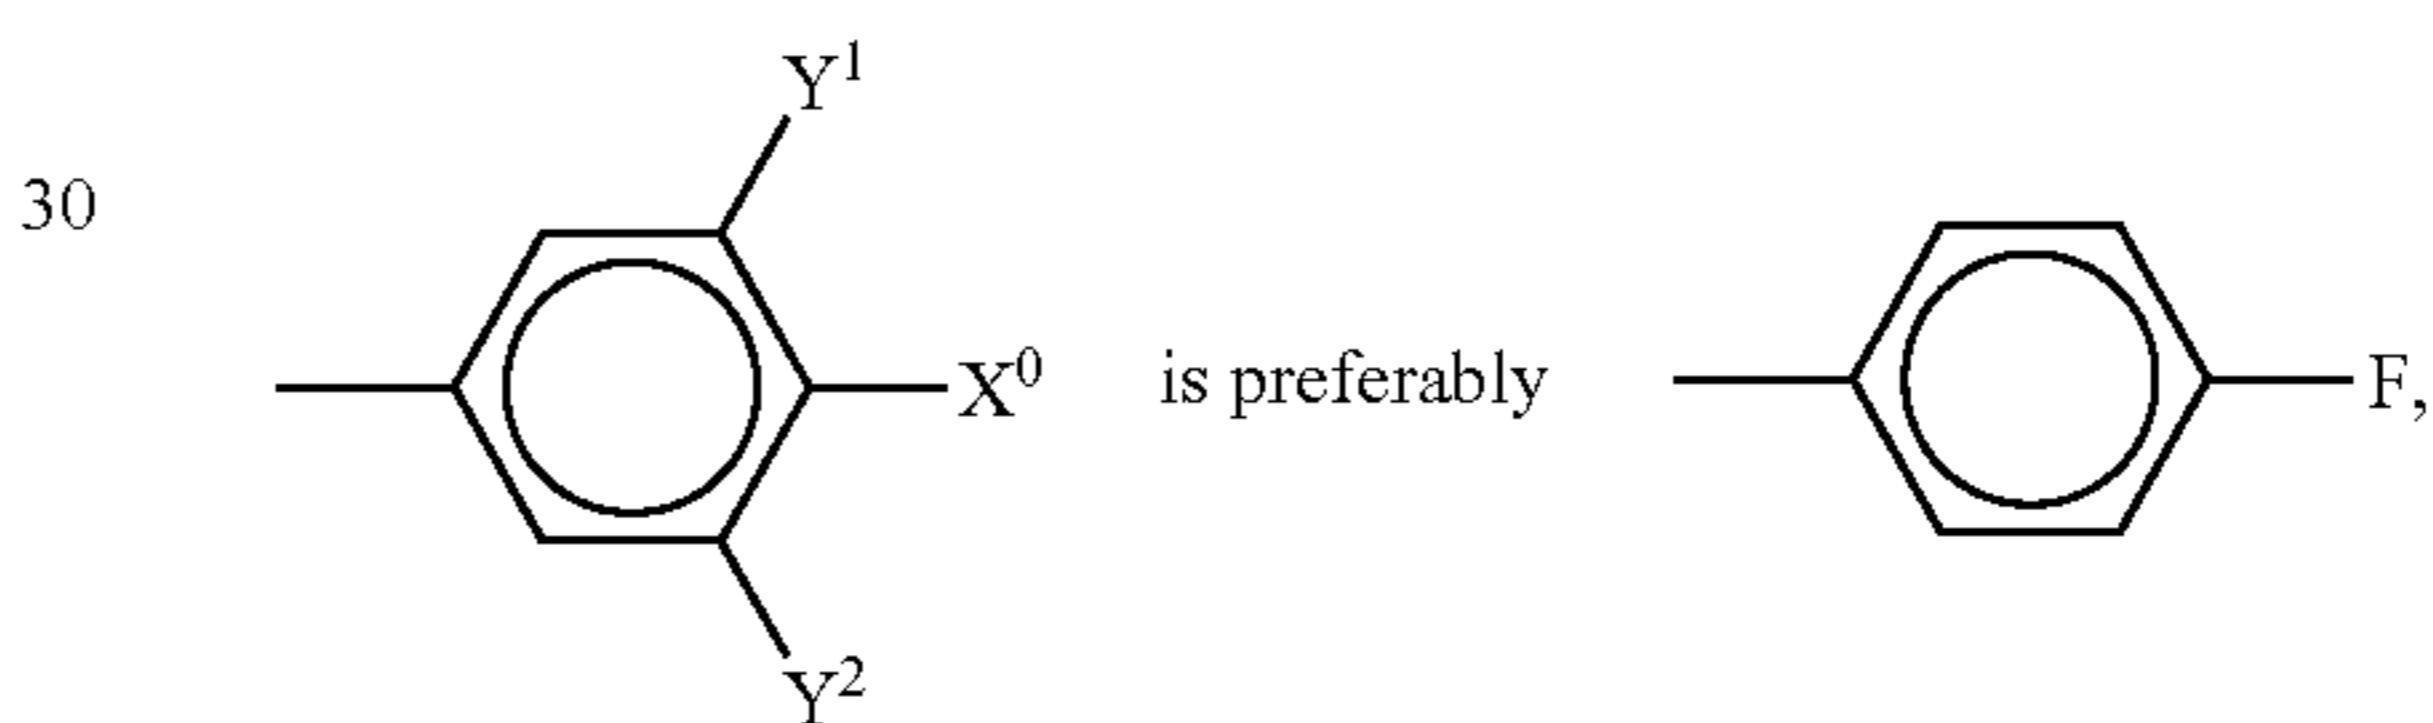 Y¹
30
X⁰ is preferably F,
Y²